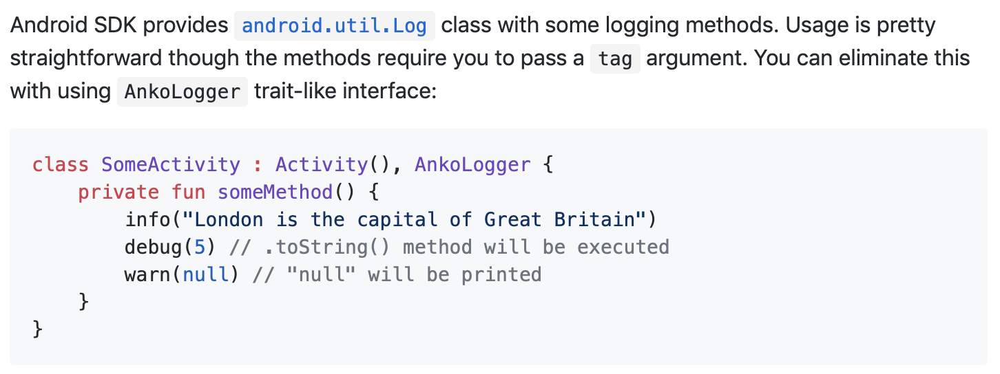 Android SDK provides android.util.Log class with some logging methods. Usage is pretty
straightforward though the methods require you to pass a tag argument. You can eliminate this
with using AnkoLogger trait-like interface:
class SomeActivity : Activity(), AnkoLogger {
    private fun someMethod() {
        info("London is the capital of Great Britain")
        debug(5) // .toString() method will be executed
        warn(null) // "null" will be printed
    }
}